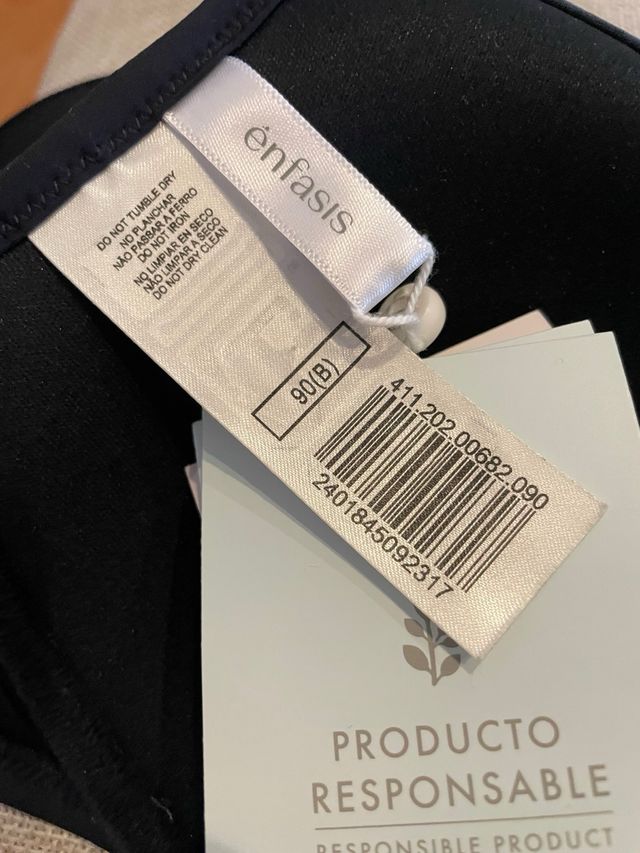 énfasis
DO NOT TUMBLE DRY
NO PLANCHAR
NÃO PASSAR A FERRO
DO NOT IRON
NO LIMPAR EN SECO
NÃO LIMPAR A SECO
DO NOT DRY CLEAN
90(B)
411.202.00682.090
2401845092317
PRODUCTO
RESPONSABLE
RESPONSIBLE PRODUCT